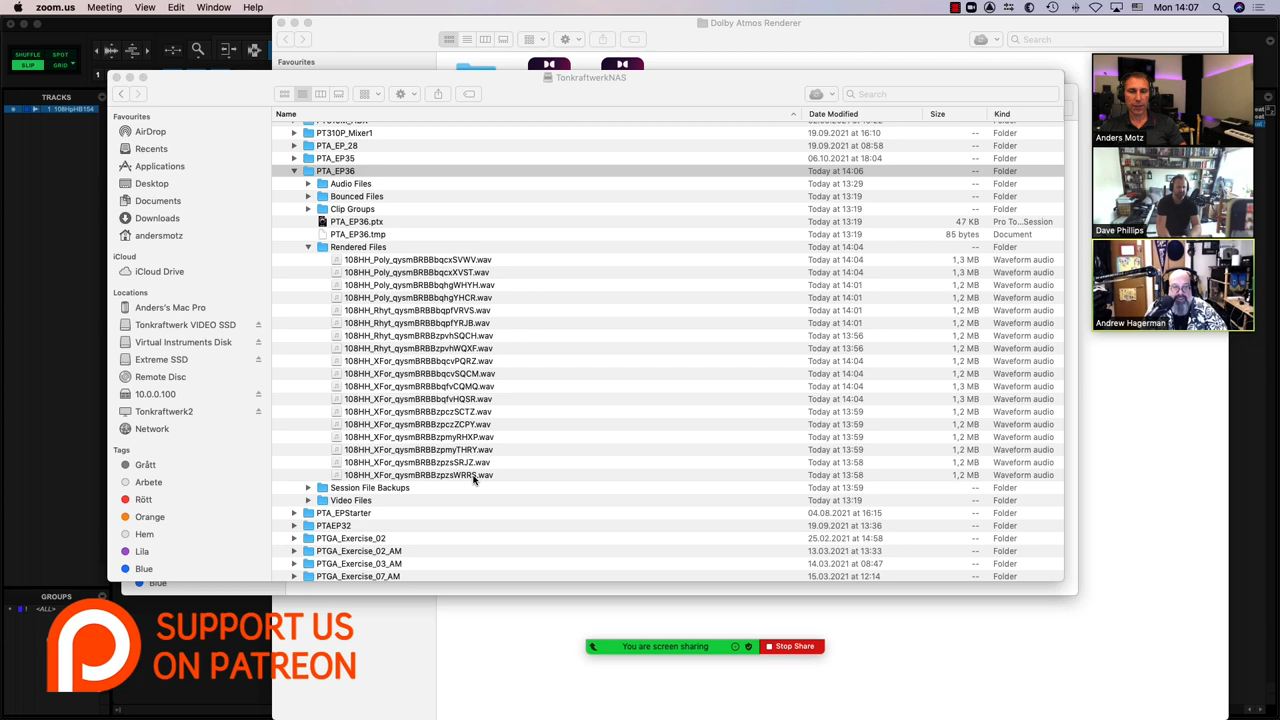 zoom.us Meeting View Edit Window Help
Mon 14:07 andersmotz
Dolby Atmos Renderer
SHUFFLE SPOT
SLIP GRID
Search
Favourites
TRACKS
1 108HpHB154
TonkraftwerkNAS
Search
Favourites
AirDrop
Recents
Applications
Desktop
Documents
Downloads
andersmotz
iCloud
iCloud Drive
Locations
Anders's Mac Pro
Tonkraftwerk VIDEO SSD
Virtual Instruments Disk
Extreme SSD
Remote Disc
10.0.0.100
Tonkraftwerk2
Network
Tags
Grått
Arbete
Rött
Orange
Hem
Lila
Blue
Blue
Name Date Modified Size Kind
PT310P_Mixer1 19.09.2021 at 16:10 -- Folder
PTA_EP_28 19.09.2021 at 08:58 -- Folder
PTA_EP35 06.10.2021 at 18:04 -- Folder
PTA_EP36 Today at 14:06 -- Folder
Audio Files Today at 13:29 -- Folder
Bounced Files Today at 13:19 -- Folder
Clip Groups Today at 13:19 -- Folder
PTA_EP36.ptx Today at 13:19 47 KB Pro To...Session
PTA_EP36.tmp Today at 13:19 85 bytes Document
Rendered Files Today at 14:04 -- Folder
108HH_Poly_qysmBRBBbqcxSVWV.wav Today at 14:04 1,3 MB Waveform audio
108HH_Poly_qysmBRBBbqcxXVST.wav Today at 14:04 1,3 MB Waveform audio
108HH_Poly_qysmBRBBbqhgWHYH.wav Today at 14:01 1,2 MB Waveform audio
108HH_Poly_qysmBRBBbqhgYHCR.wav Today at 14:01 1,2 MB Waveform audio
108HH_Rhyt_qysmBRBBbqpfVRVS.wav Today at 14:01 1,2 MB Waveform audio
108HH_Rhyt_qysmBRBBbqpfYRJB.wav Today at 14:01 1,2 MB Waveform audio
108HH_Rhyt_qysmBRBBzpvhSQCH.wav Today at 13:56 1,2 MB Waveform audio
108HH_Rhyt_qysmBRBBzpvhWQXF.wav Today at 13:56 1,2 MB Waveform audio
108HH_XFor_qysmBRBBbqcvPQRZ.wav Today at 14:04 1,2 MB Waveform audio
108HH_XFor_qysmBRBBbqcvSQCM.wav Today at 14:04 1,2 MB Waveform audio
108HH_XFor_qysmBRBBbqfvCQMQ.wav Today at 14:04 1,3 MB Waveform audio
108HH_XFor_qysmBRBBbqfvHQSR.wav Today at 14:04 1,3 MB Waveform audio
108HH_XFor_qysmBRBBzpczSCTZ.wav Today at 13:59 1,2 MB Waveform audio
108HH_XFor_qysmBRBBzpczZCPY.wav Today at 13:59 1,2 MB Waveform audio
108HH_XFor_qysmBRBBzpmyRHXP.wav Today at 13:59 1,2 MB Waveform audio
108HH_XFor_qysmBRBBzpmyTHRY.wav Today at 13:59 1,2 MB Waveform audio
108HH_XFor_qysmBRBBzpzsSRJZ.wav Today at 13:58 1,2 MB Waveform audio
108HH_XFor_qysmBRBBzpzsWRRS.wav Today at 13:58 1,2 MB Waveform audio
Session File Backups Today at 13:59 -- Folder
Video Files Today at 13:19 -- Folder
PTA_EPStarter 04.08.2021 at 16:15 -- Folder
PTAEP32 19.09.2021 at 13:36 -- Folder
PTGA_Exercise_02 25.02.2021 at 14:58 -- Folder
PTGA_Exercise_02_AM 13.03.2021 at 13:33 -- Folder
PTGA_Exercise_03_AM 14.03.2021 at 08:47 -- Folder
PTGA_Exercise_07_AM 15.03.2021 at 12:14 -- Folder
Anders Motz
Dave Phillips
Andrew Hagerman
GROUPS
1 <ALL>
SUPPORT US
ON PATREON
You are screen sharing
Stop Share